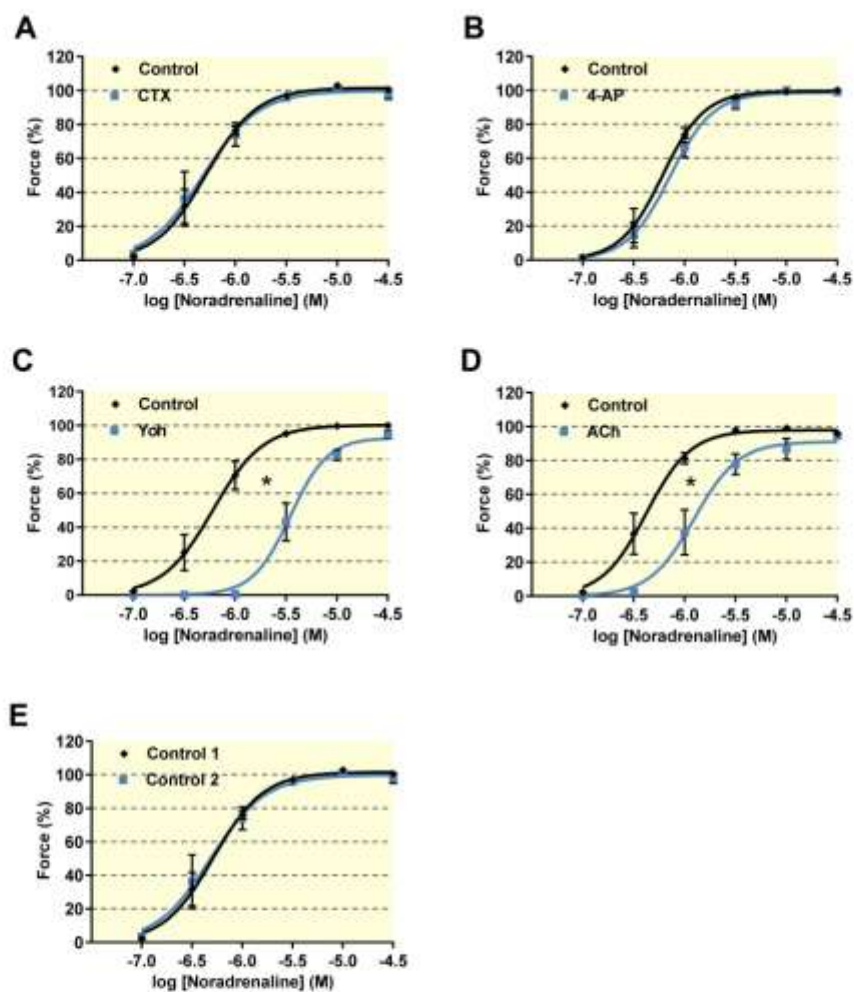 A
120
100
80
60
40
20
0
Force (%)
Control
CTX
-7.0 -6.5 -6.0 -5.5 -5.0 -4.5
log [Noradrenaline] (M)
B
120
100
80
60
40
20
0
Force (%)
Control
4-AP
-7.0 -6.5 -6.0 -5.5 -5.0 -4.5
log [Noradernaline] (M)
C
120
100
80
60
40
20
0
Force (%)
Control
Yoh
*
-7.0 -6.5 -6.0 -5.5 -5.0 -4.5
log [Noradrenaline] (M)
D
120
100
80
60
40
20
0
Force (%)
Control
ACh
*
-7.0 -6.5 -6.0 -5.5 -5.0 -4.5
log [Noradrenaline] (M)
E
120
100
80
60
40
20
0
Force (%)
Control 1
Control 2
-7.0 -6.5 -6.0 -5.5 -5.0 -4.5
log [Noradrenaline] (M)